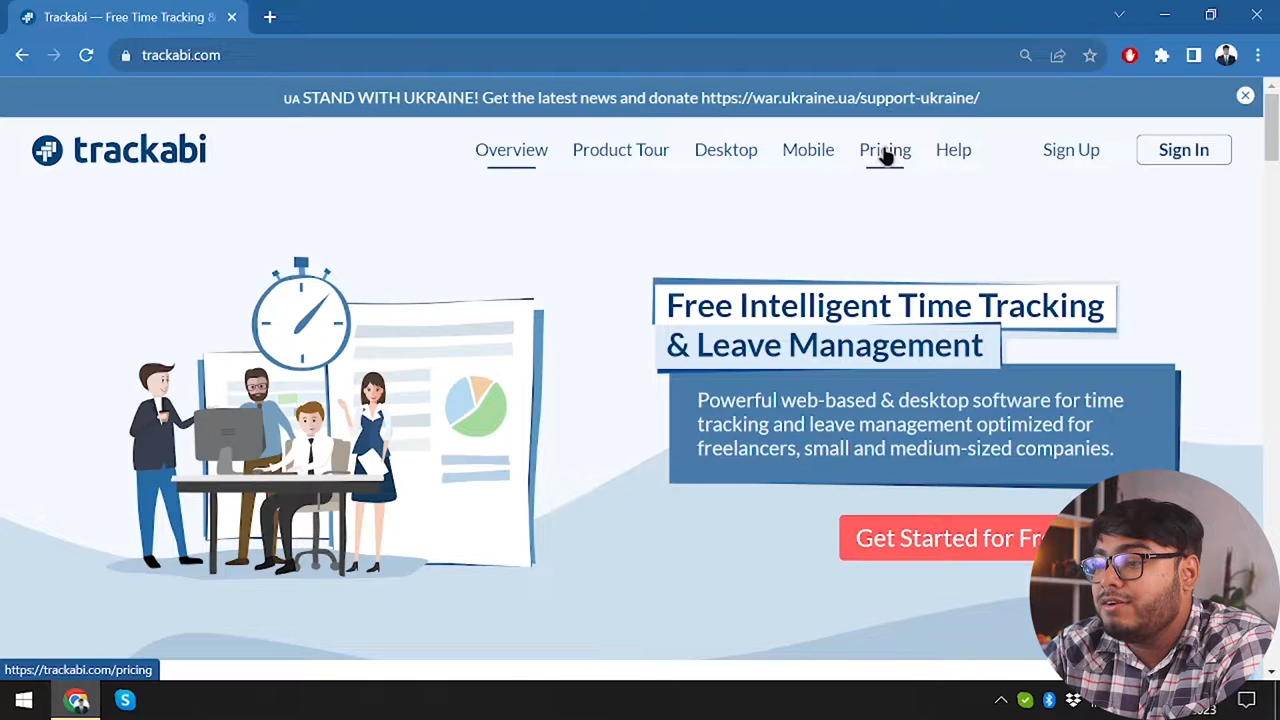 Trackabi — Free Time Tracking &
trackabi.com
UA STAND WITH UKRAINE! Get the latest news and donate https://war.ukraine.ua/support-ukraine/
trackabi
Overview
Product Tour
Desktop
Mobile
Pricing
Help
Sign Up
Sign In
Free Intelligent Time Tracking
& Leave Management
Powerful web-based & desktop software for time
tracking and leave management optimized for
freelancers, small and medium-sized companies.
Get Started for
https://trackabi.com/pricing